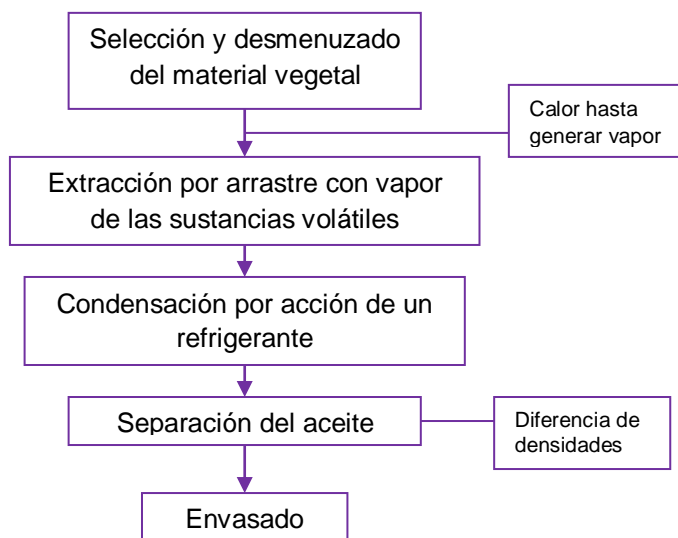 Selección y desmenuzado
del material vegetal
Calor hasta
generar vapor
Extracción por arrastre con vapor
de las sustancias volátiles
Condensación por acción de un
refrigerante
Separación del aceite
Diferencia de
densidades
Envasado